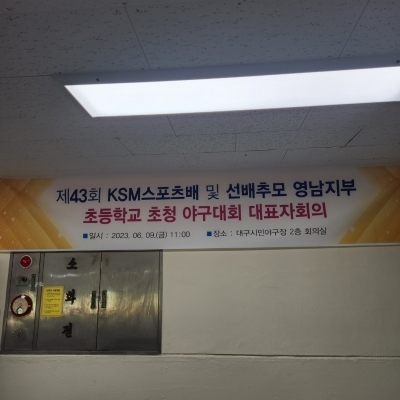 제43회 KSM스포츠배 및 선배추모 영남지부
초등학교 초청 야구대회 대표자회의
■일시 : 2023. 06. 09.(금) 11:00 ■장소 : 대구시민야구장 2층 회의실
소
화
전